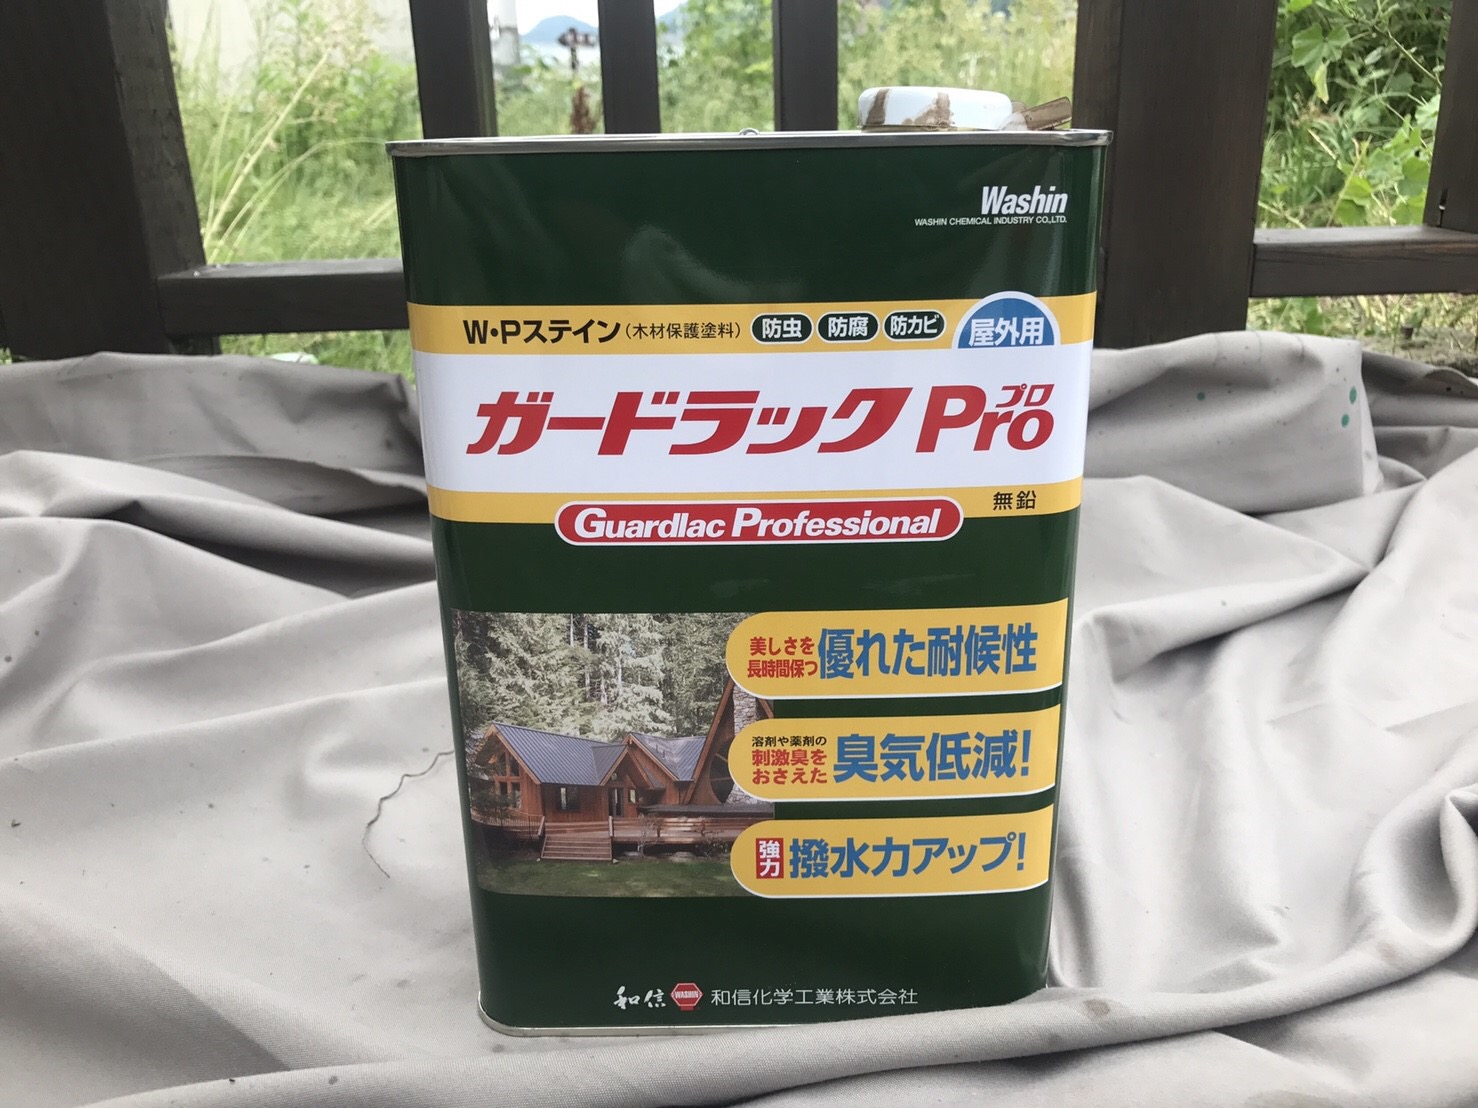 Washin
WASHIN CHEMICAL INDUSTRY CO.,LTD.
W・Pステイン(木材保護塗料) 防虫 防腐 防カビ 屋外用
ガードラック Pro プロ
無鉛
Guardlac Professional
美しさを
長時間保つ
優れた耐候性
溶剤や薬剤の
刺激臭を
おさえた
臭気低減!
強力
撥水力アップ!
和信 WASHIN 和信化学工業株式会社